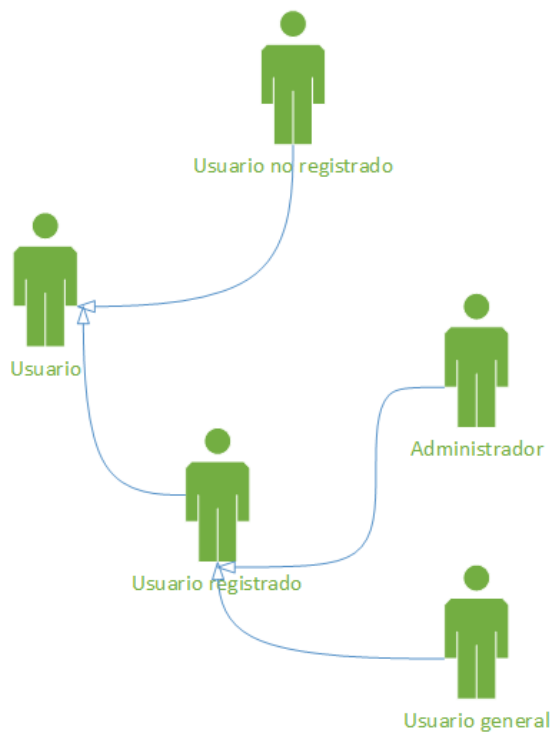 Usuario no registrado
Usuario
Administrador
Usuario registrado
Usuario general